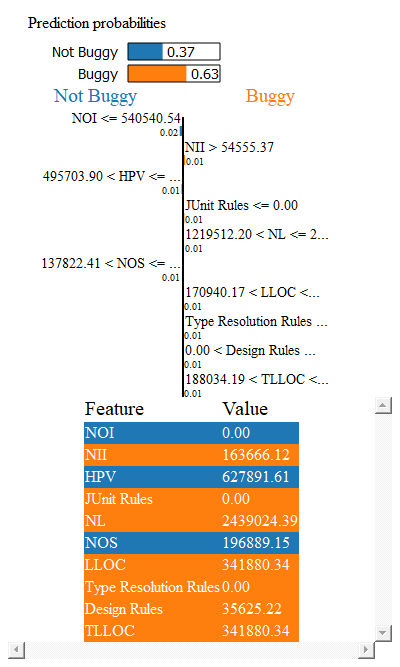 Prediction probabilities
Not Buggy 0.37
Buggy 0.63
Not Buggy Buggy
NOI <= 540540.54
0.02
NII > 54555.37
0.01
495703.90 < HPV <= ...
0.01
JUnit Rules <= 0.00
0.01
1219512.20 < NL <= 2...
0.01
137822.41 < NOS <= ...
0.01
170940.17 < LLOC <...
0.01
Type Resolution Rules ...
0.01
0.00 < Design Rules ...
0.01
188034.19 < TLLOC <...
0.01
Feature Value
NOI 0.00
NII 163666.12
HPV 627891.61
JUnit Rules 0.00
NL 2439024.39
NOS 196889.15
LLOC 341880.34
Type Resolution Rules 0.00
Design Rules 35625.22
TLLOC 341880.34